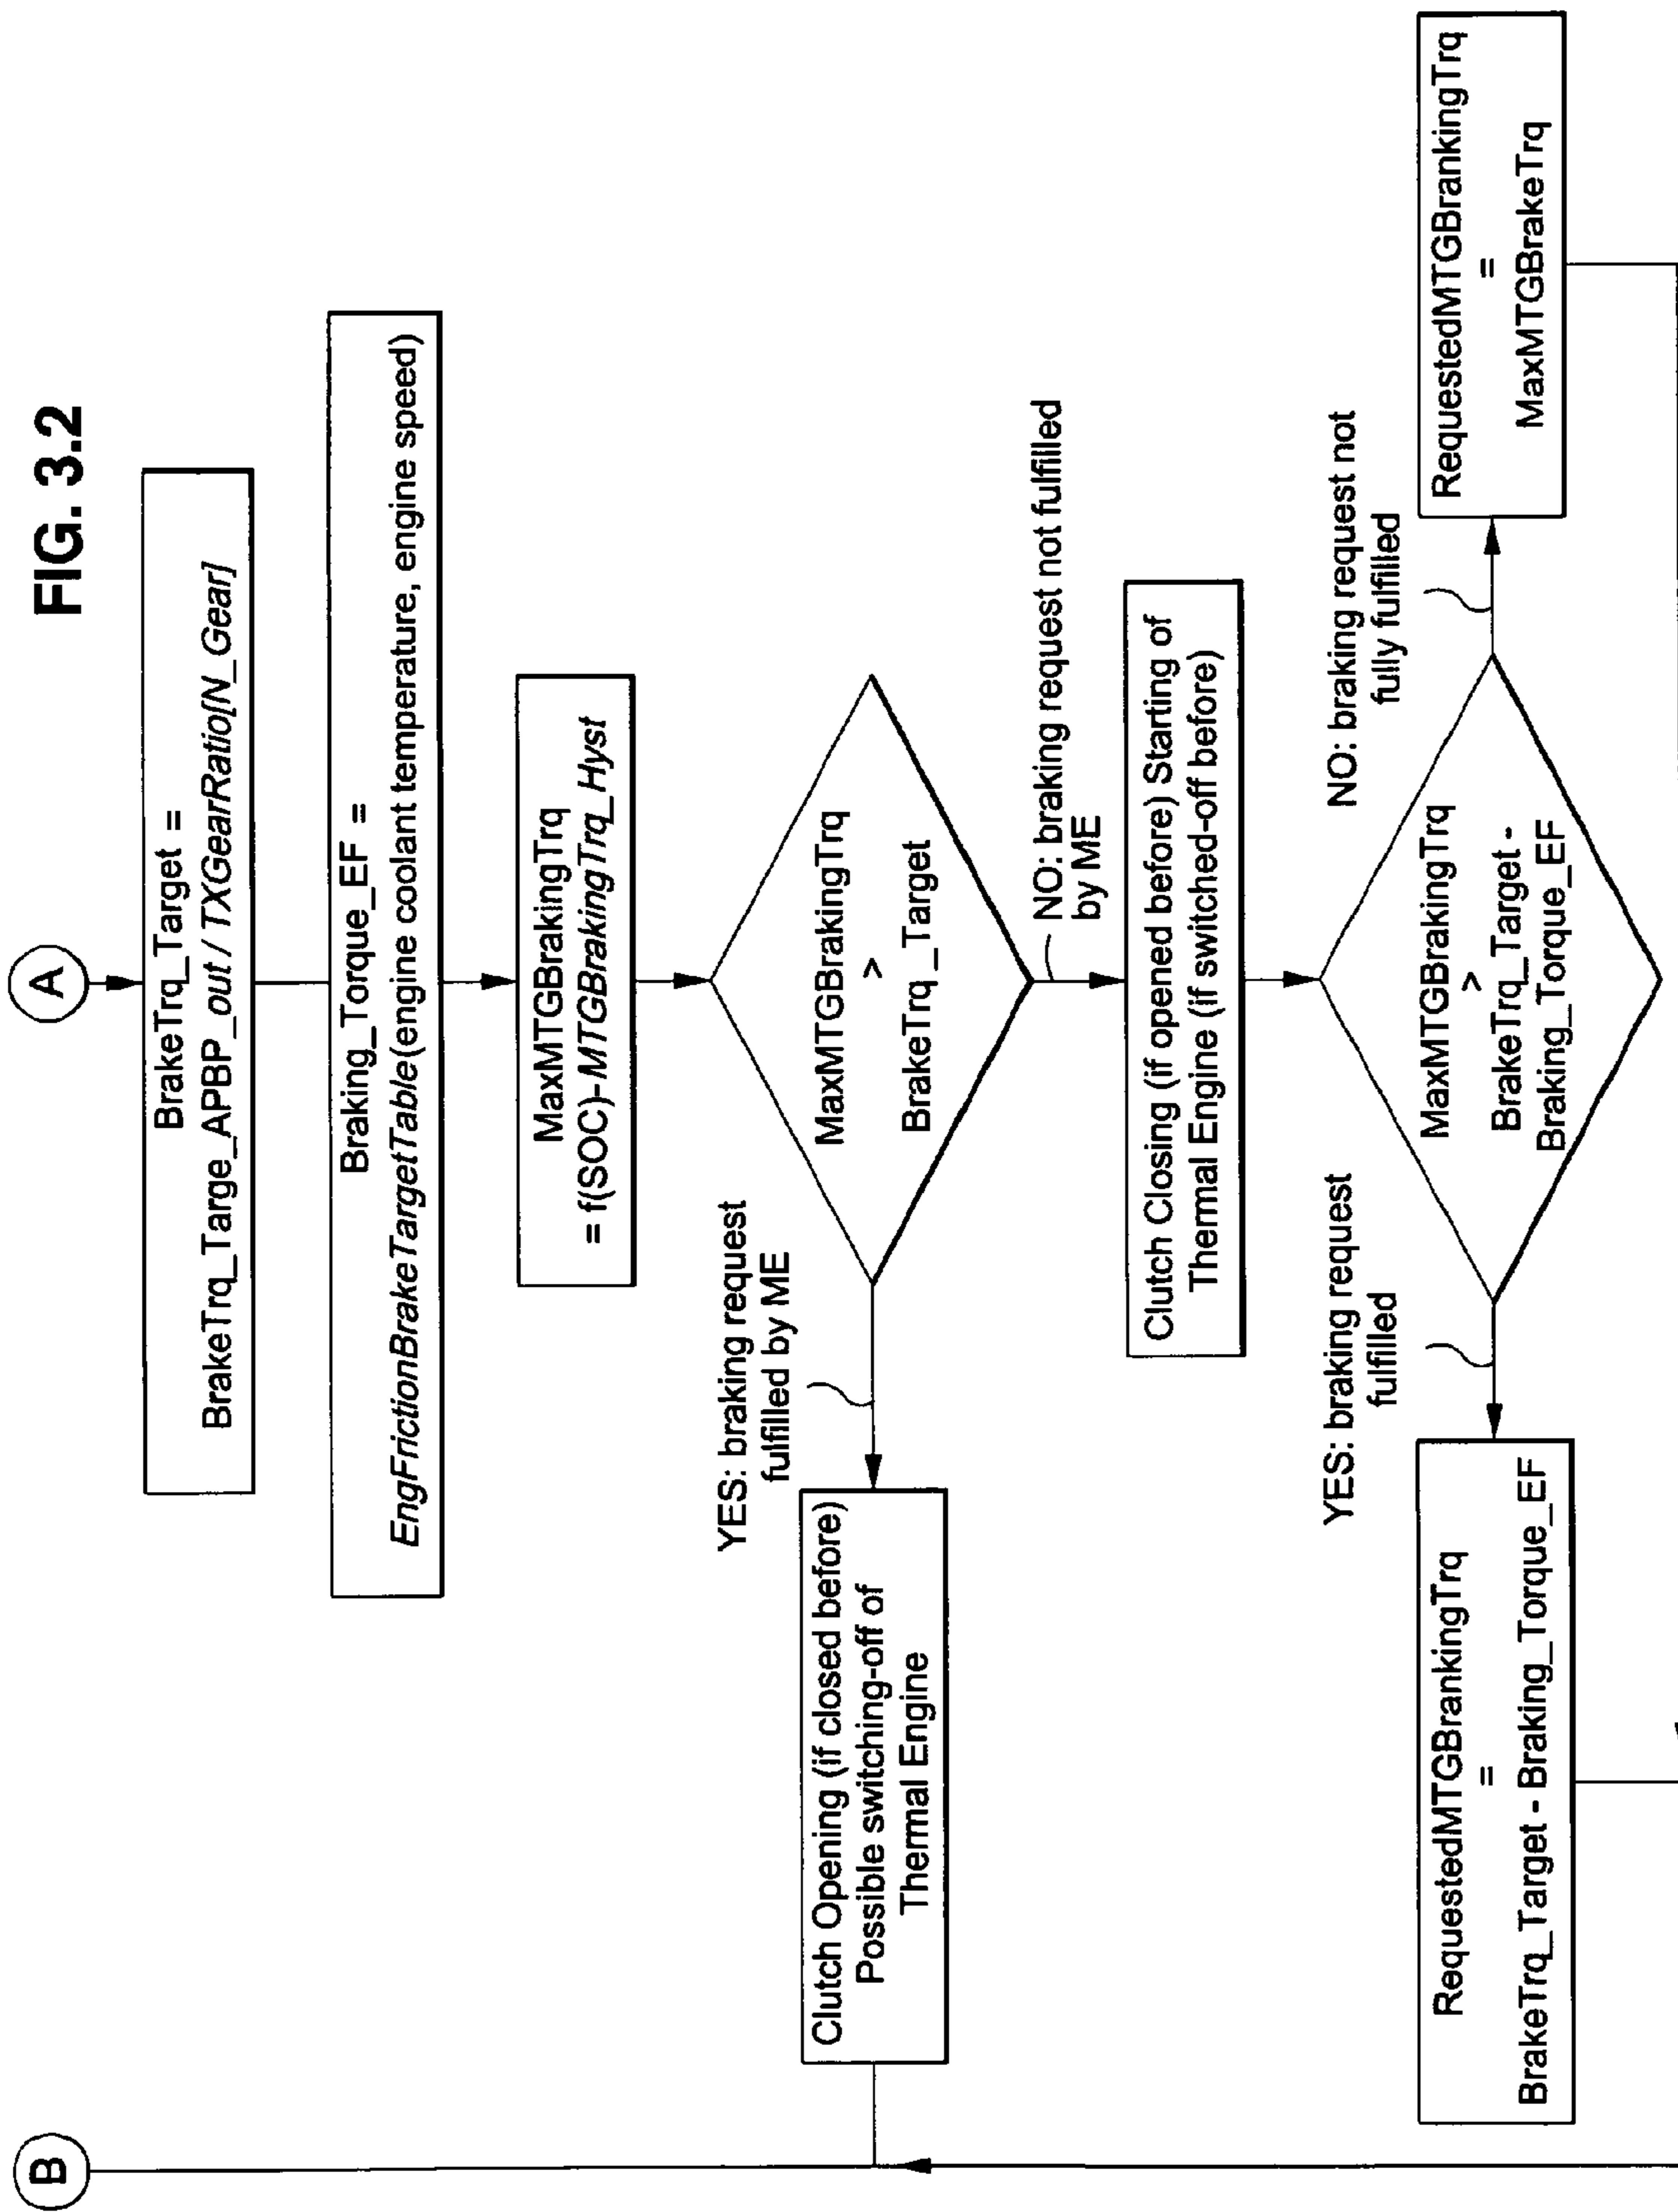 FIG. 3.2
A
BrakeTrq_Target =
BrakeTrq_Targe_APBP_out / TXGearRatio[N_Gear]
Braking_Torque_EF =
EngFrictionBrakeTargetTable(engine coolant temperature, engine speed)
MaxMTGBrakingTrq
= f(SOC)-MTGBrakingTrq_Hyst
MaxMTGBrakingTrq
>
BrakeTrq_Target
YES: braking request
fulfilled by ME
Clutch Opening (if closed before)
Possible switching-off of
Thermal Engine
B
NO: braking request not fulfilled
by ME
Clutch Closing (if opened before) Starting of
Thermal Engine (if switched-off before)
MaxMTGBrakingTrq
>
BrakeTrq_Target -
Braking_Torque_EF
YES: braking request
fulfilled
RequestedMTGBrankingTrq
=
BrakeTrq_Target - Braking_Torque_EF
NO: braking request not
fully fulfilled
RequestedMTGBrankingTrq
=
MaxMTGBrakeTrq